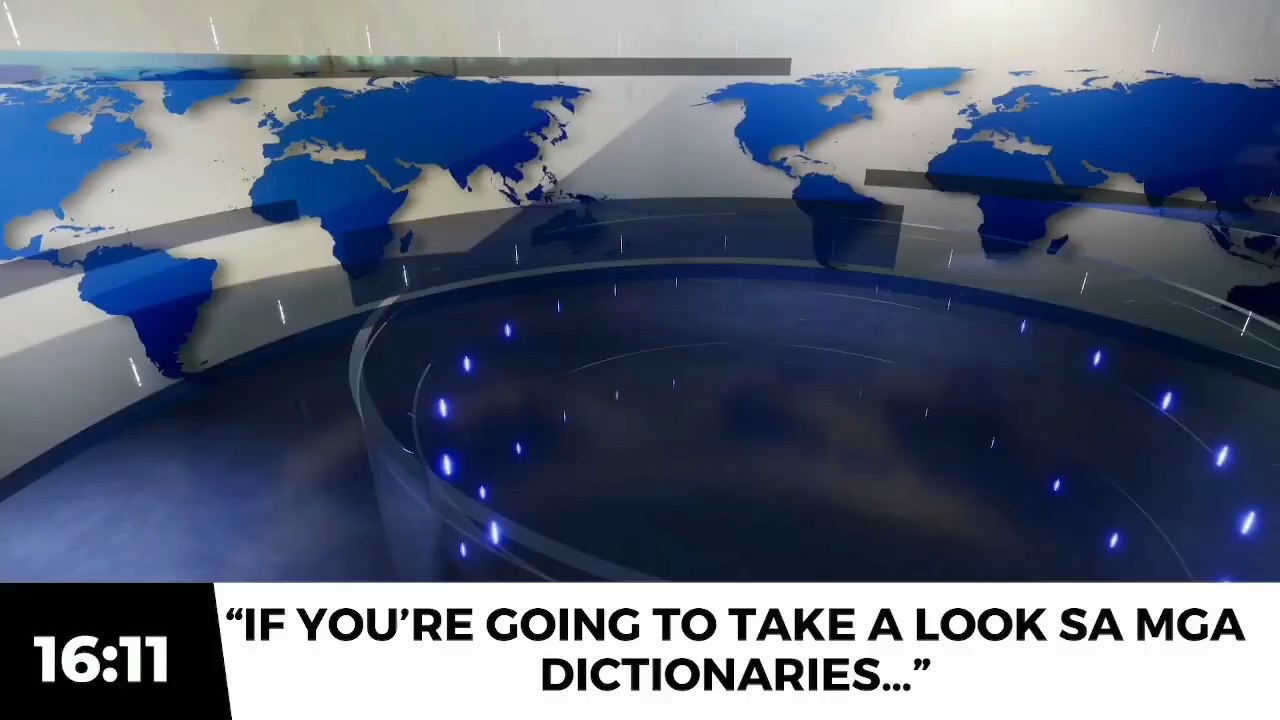 16:11
“IF YOU’RE GOING TO TAKE A LOOK SA MGA
DICTIONARIES...”